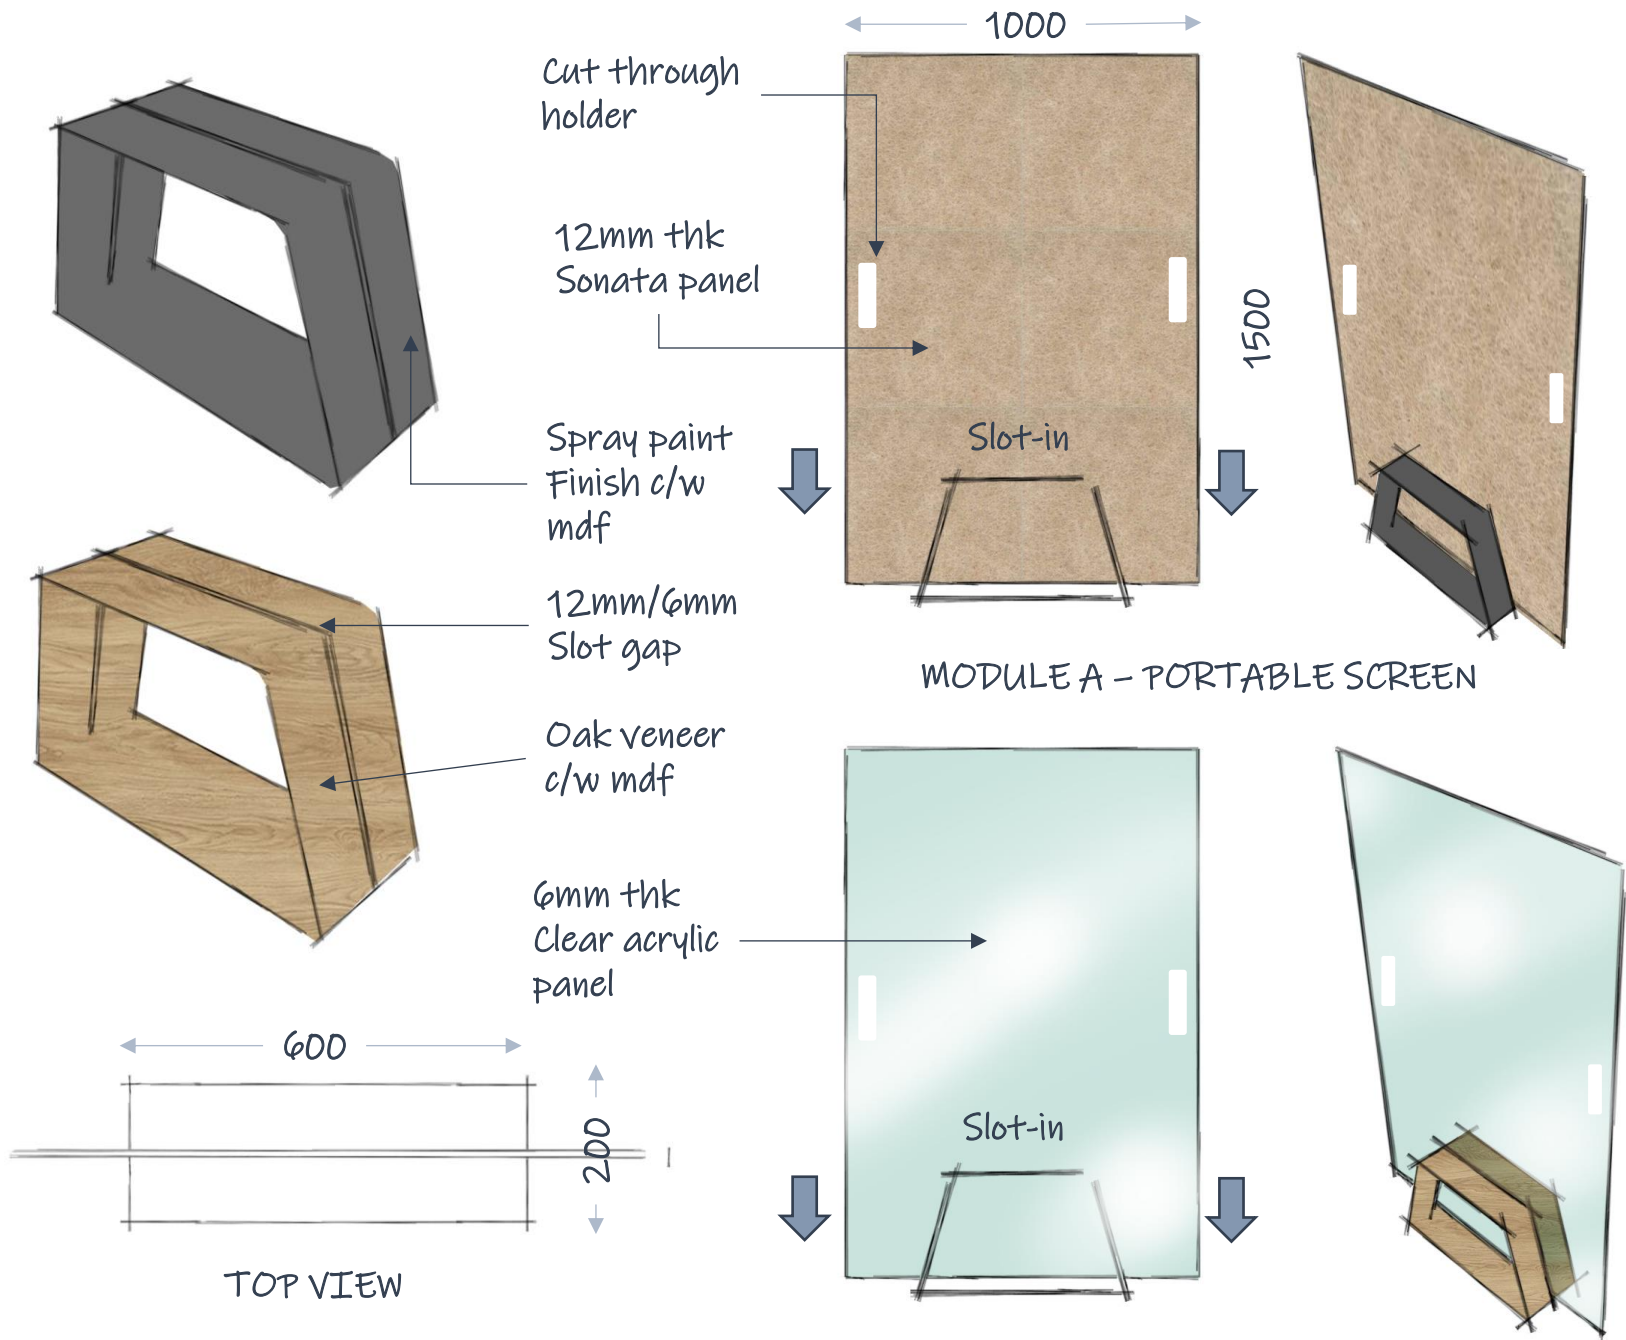 1000
Cut through
holder
12mm thk
Sonata panel
1500
Slot-in
Spray paint
Finish c/w
mdf
12mm/6mm
Slot gap
MODULE A – PORTABLE SCREEN
Oak veneer
c/w mdf
6mm thk
Clear acrylic
panel
600
200
Slot-in
TOP VIEW